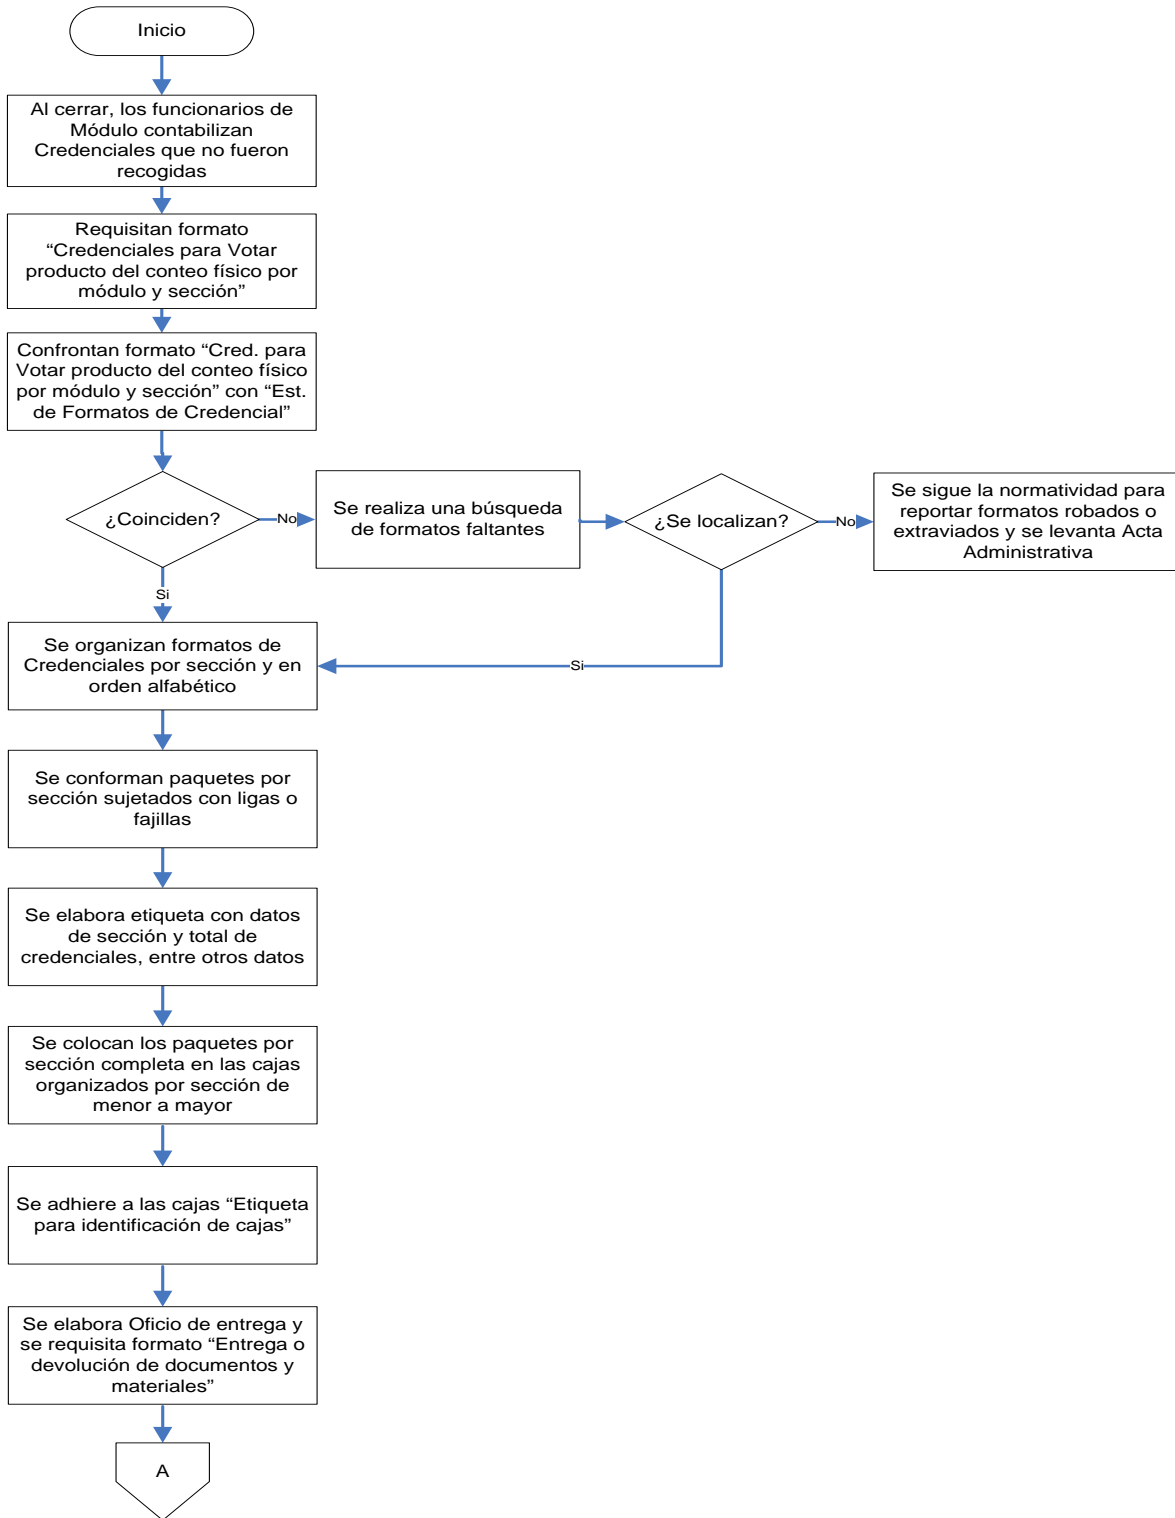 Inicio
Al cerrar, los funcionarios de
Módulo contabilizan
Credenciales que no fueron
recogidas
Requisitan formato
“Credenciales para Votar
producto del conteo físico por
módulo y sección”
Confrontan formato “Cred. para
Votar producto del conteo físico
por módulo y sección” con “Est.
de Formatos de Credencial”
¿Coinciden?
No
Se realiza una búsqueda
de formatos faltantes
¿Se localizan?
No
Se sigue la normatividad para
reportar formatos robados o
extraviados y se levanta Acta
Administrativa
Si
Si
Se organizan formatos de
Credenciales por sección y en
orden alfabético
Se conforman paquetes por
sección sujetados con ligas o
fajillas
Se elabora etiqueta con datos
de sección y total de
credenciales, entre otros datos
Se colocan los paquetes por
sección completa en las cajas
organizados por sección de
menor a mayor
Se adhiere a las cajas “Etiqueta
para identificación de cajas”
Se elabora Oficio de entrega y
se requisita formato “Entrega o
devolución de documentos y
materiales”
A